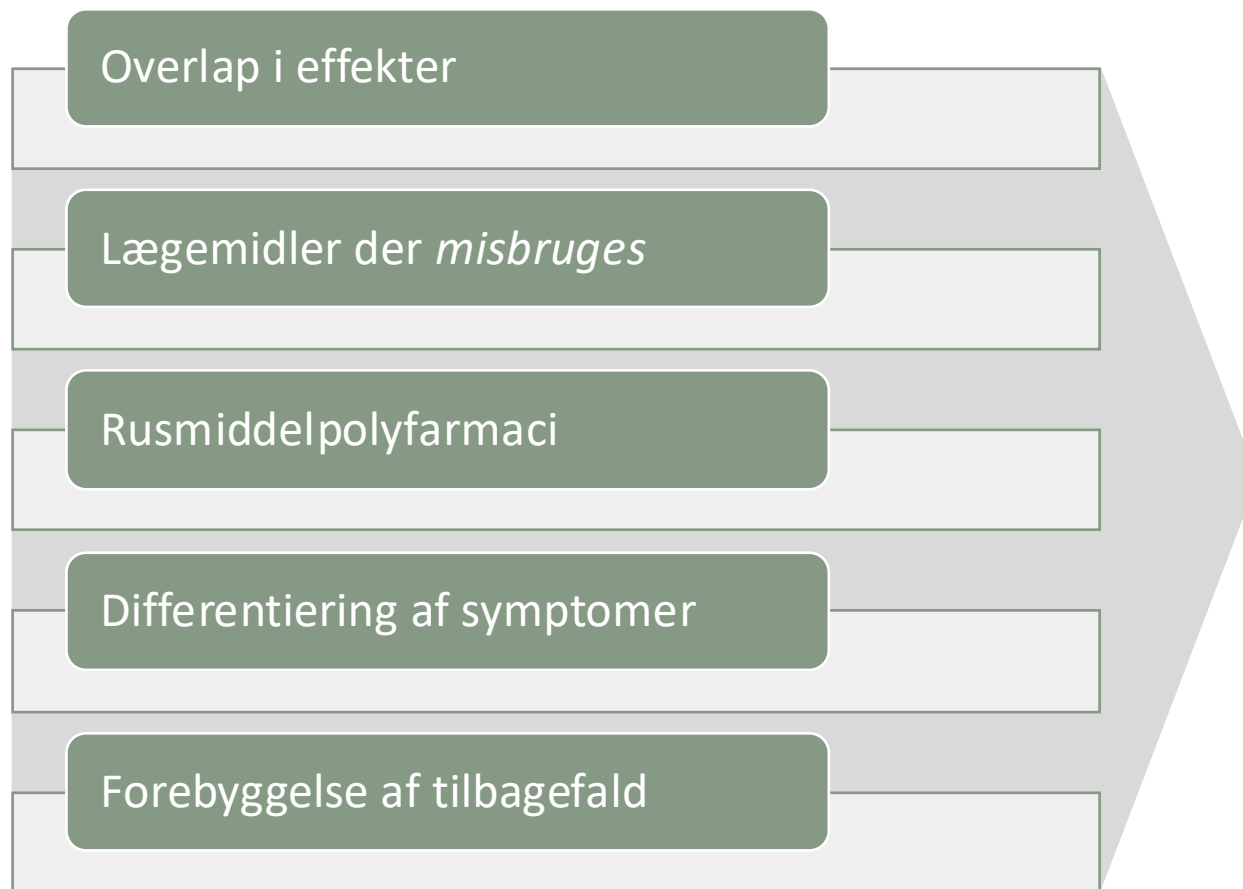 Overlap i effekter
Lægemidler der misbruges
Rusmiddelpolyfarmaci
Differentiering af symptomer
Forebyggelse af tilbagefald